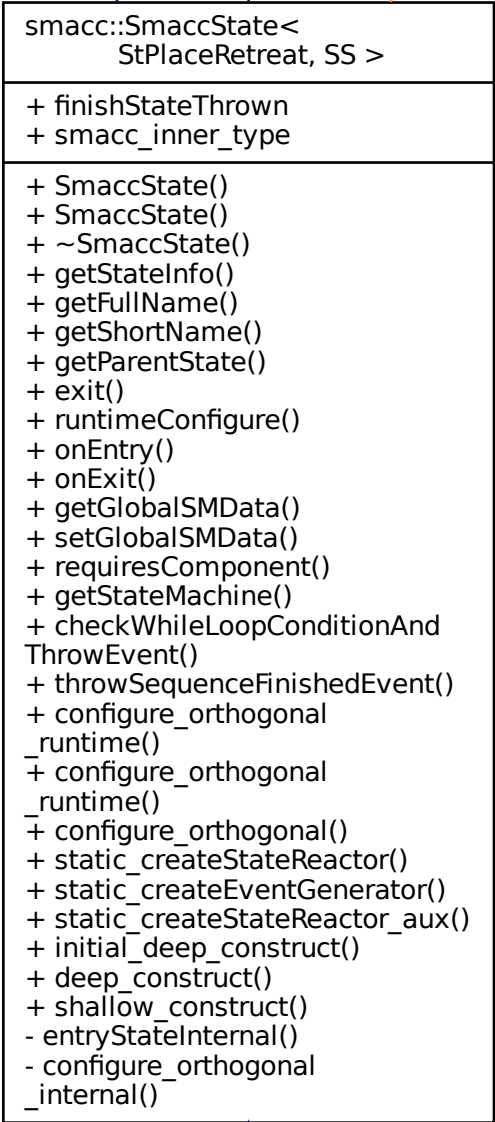 smacc::SmaccState<
StPlaceRetreat, SS >
+ finishStateThrown
+ smacc_inner_type
+ SmaccState()
+ SmaccState()
+ ~SmaccState()
+ getStateInfo()
+ getFullName()
+ getShortName()
+ getParentState()
+ exit()
+ runtimeConfigure()
+ onEntry()
+ onExit()
+ getGlobalSMData()
+ setGlobalSMData()
+ requiresComponent()
+ getStateMachine()
+ checkWhileLoopConditionAnd
ThrowEvent()
+ throwSequenceFinishedEvent()
+ configure_orthogonal
_runtime()
+ configure_orthogonal
_runtime()
+ configure_orthogonal()
+ static_createStateReactor()
+ static_createEventGenerator()
+ static_createStateReactor_aux()
+ initial_deep_construct()
+ deep_construct()
+ shallow_construct()
- entryStateInternal()
- configure_orthogonal
_internal()